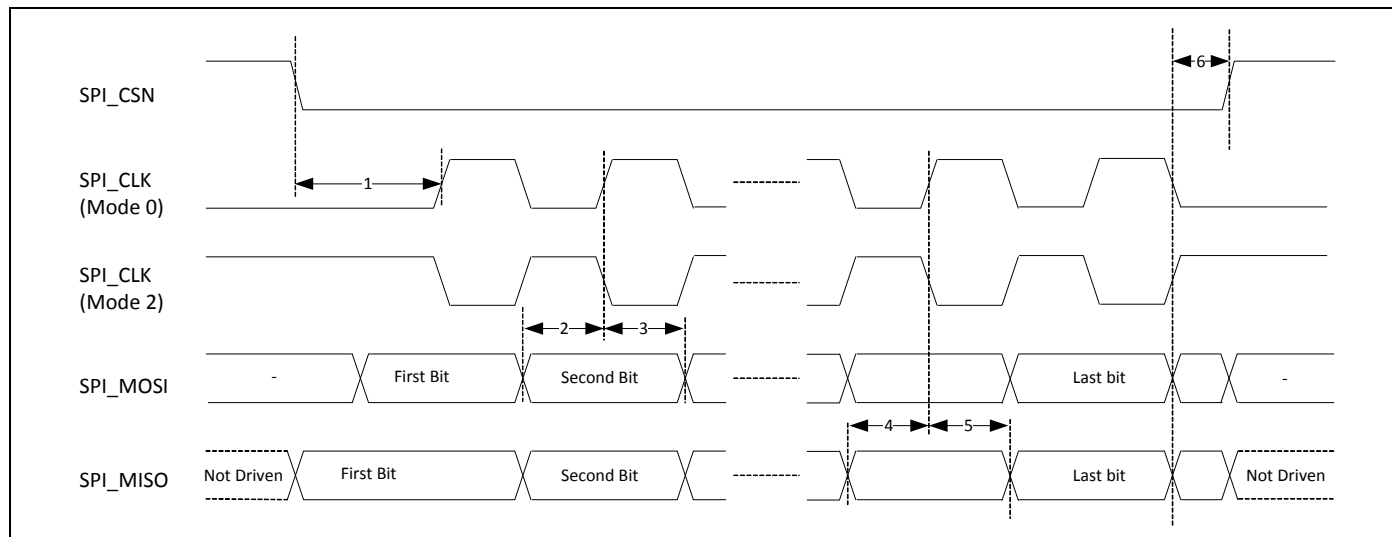 6
SPI_CSN
SPI_CLK
(Mode 0)
1
SPI_CLK
(Mode 2)
2 3
SPI_MOSI - First Bit Second Bit Last bit -
4 5
SPI_MISO Not Driven First Bit Second Bit Last bit Not Driven